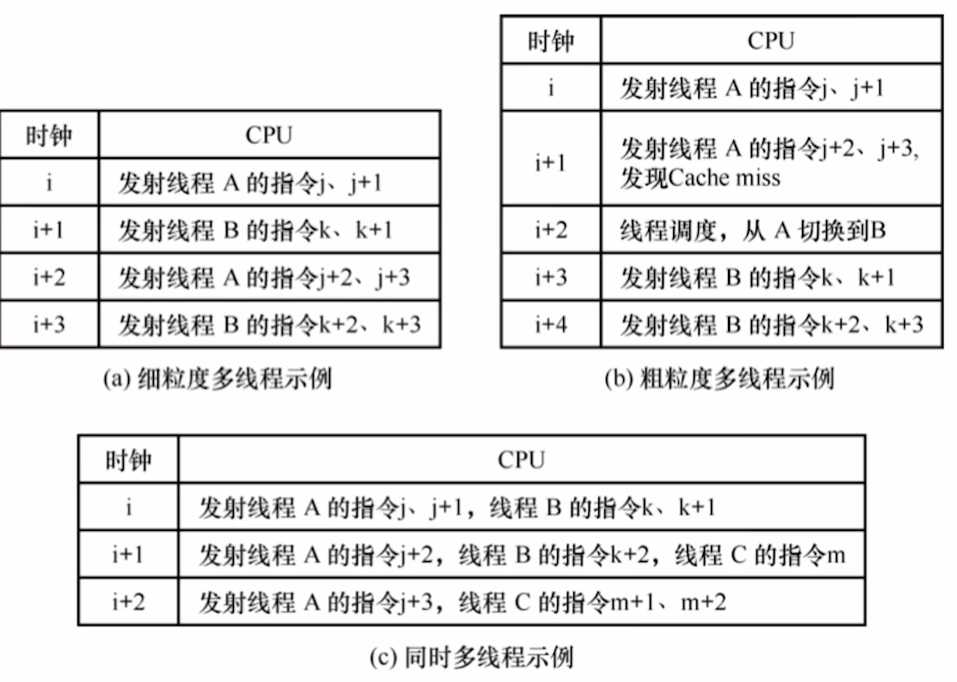 时钟 CPU
i 发射线程 A 的指令j、j+1
i+1 发射线程 B 的指令k、k+1
i+2 发射线程 A 的指令j+2、j+3
i+3 发射线程 B 的指令k+2、k+3
(a) 细粒度多线程示例
时钟 CPU
i 发射线程 A 的指令j、j+1
i+1 发射线程 A 的指令j+2、j+3,
发现Cache miss
i+2 线程调度，从 A 切换到B
i+3 发射线程 B 的指令k、k+1
i+4 发射线程 B 的指令k+2、k+3
(b) 粗粒度多线程示例
时钟 CPU
i 发射线程 A 的指令j、j+1，线程 B 的指令k、k+1
i+1 发射线程 A 的指令j+2，线程 B 的指令k+2，线程 C 的指令m
i+2 发射线程 A 的指令j+3，线程 C 的指令m+1、m+2
(c) 同时多线程示例